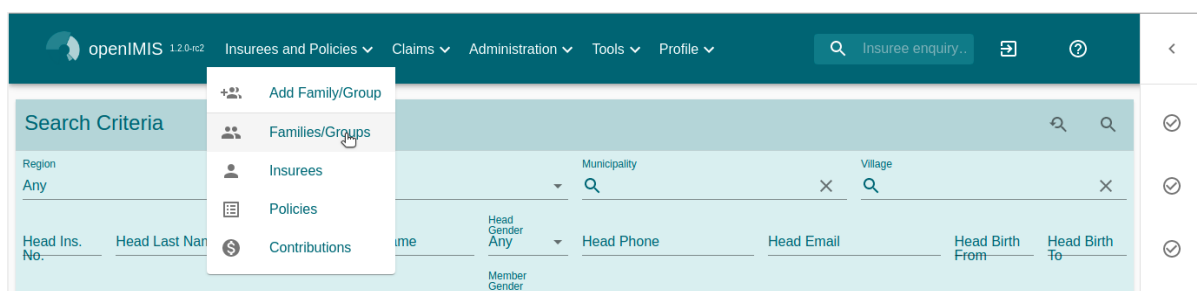 openIMIS 1.2.0-rc2 Insurees and Policies Claims Administration Tools Profile Insuree enquiry..
Add Family/Group
Families/Groups
Insurees
Policies
Contributions
Search Criteria
Region
Any
Municipality
Village
Head Ins.
No.
Head Last Nam
ame
Head
Gender
Any
Head Phone
Head Email
Head Birth
From
Head Birth
To
Member
Gender